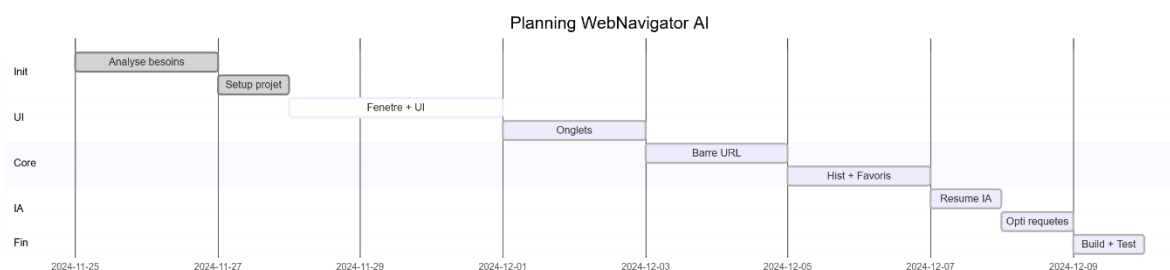 Planning WebNavigator AI
Init
Analyse besoins
Setup projet
UI
Fenetre + UI
Onglets
Core
Barre URL
Hist + Favoris
IA
Resume IA
Opti requetes
Fin
Build + Test
2024-11-25 2024-11-27 2024-11-29 2024-12-01 2024-12-03 2024-12-05 2024-12-07 2024-12-09